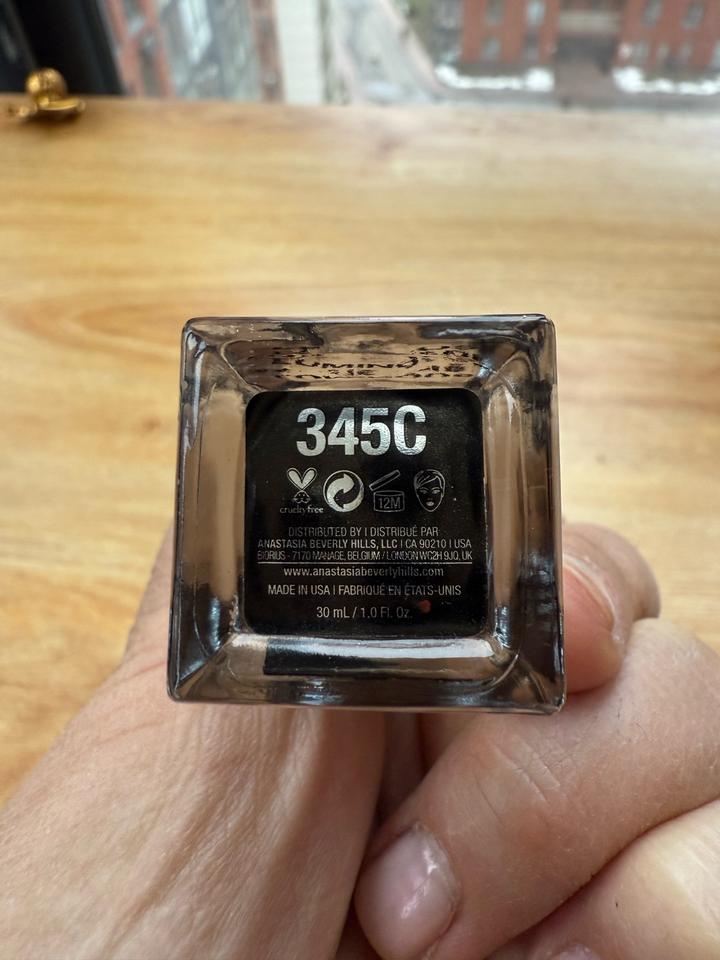 345C
cruelty free
12M
DISTRIBUTED BY | DISTRIBUÉ PAR
ANASTASIA BEVERLY HILLS, LLC | CA 90210 | USA
BIORIUS - 7170 MANAGE, BELGIUM / LONDON WC2H 9JQ, UK
www.anastasiabeverlyhills.com
MADE IN USA | FABRIQUÉ EN ÉTATS-UNIS
30 mL / 1.0 Fl. Oz.